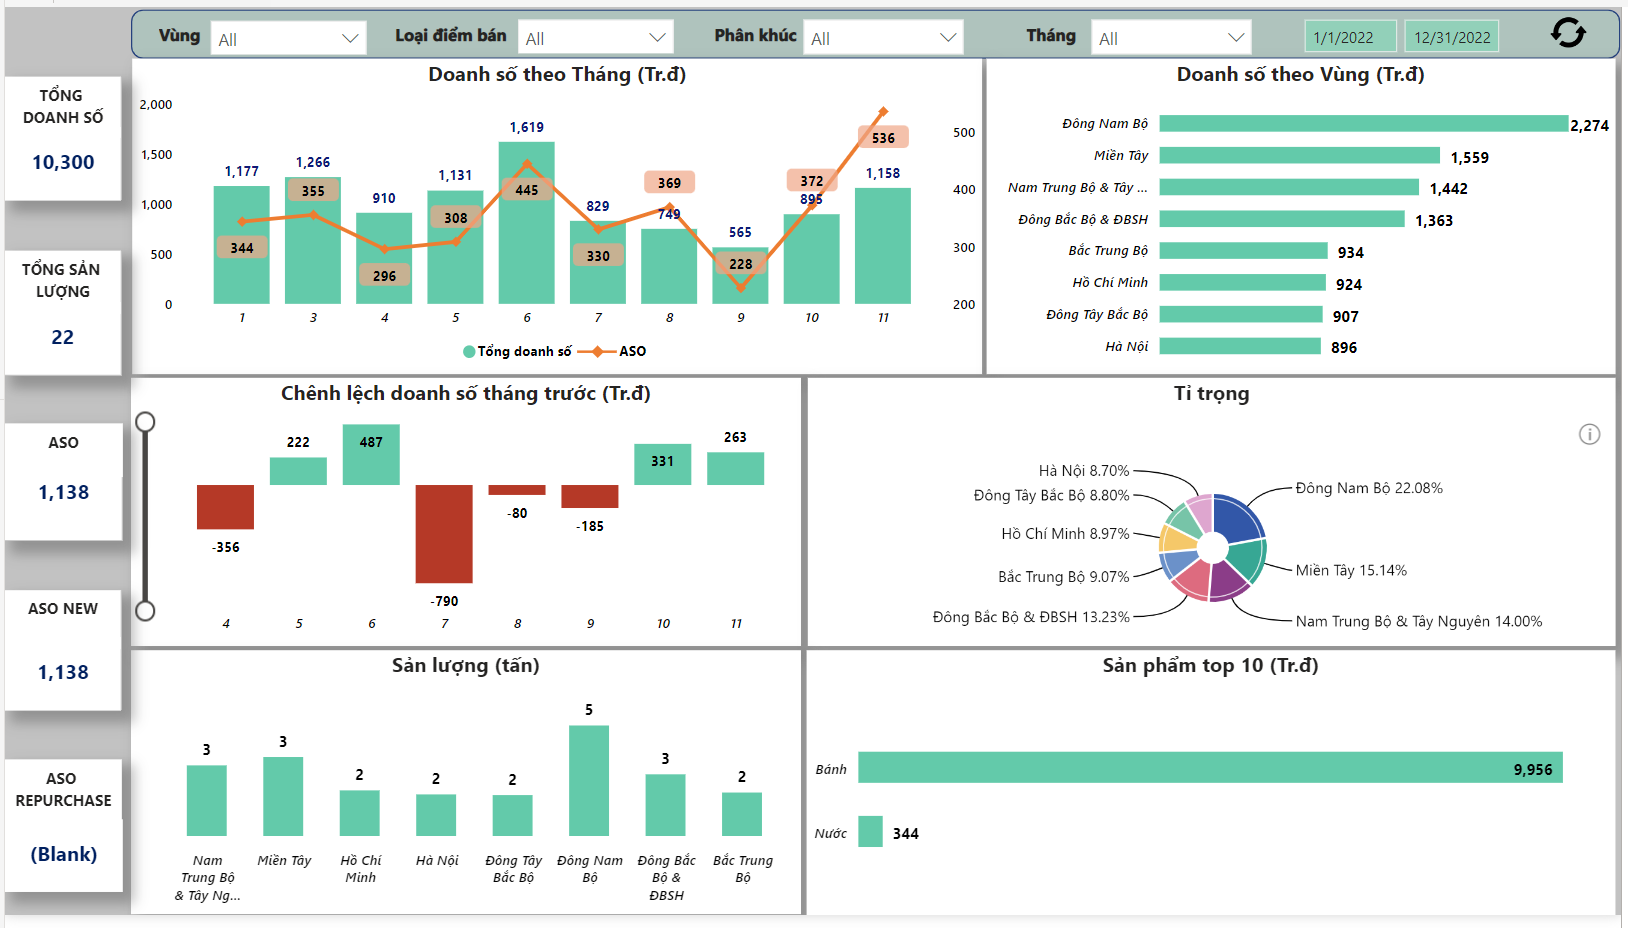 Vùng
All
Loại điểm bán
All
Phân khúc
All
Tháng
All
1/1/2022
12/31/2022
TỔNG
DOANH SỐ
10,300
TỔNG SẢN
LƯỢNG
22
ASO
1,138
ASO NEW
1,138
ASO
REPURCHASE
(Blank)
Doanh số theo Tháng (Tr.đ)
2,000
1,500
1,000
500
0
500
400
300
200
1,177
1,266
910
1,131
1,619
829
749
565
895
1,158
344
355
296
308
445
330
369
228
372
536
1
3
4
5
6
7
8
9
10
11
Tổng doanh số
ASO
Doanh số theo Vùng (Tr.đ)
Đông Nam Bộ 2,274
Miền Tây 1,559
Nam Trung Bộ & Tây ... 1,442
Đông Bắc Bộ & ĐBSH 1,363
Bắc Trung Bộ 934
Hồ Chí Minh 924
Đông Tây Bắc Bộ 907
Hà Nội 896
Chênh lệch doanh số tháng trước (Tr.đ)
-356
222
487
-790
-80
-185
331
263
4
5
6
7
8
9
10
11
Tỉ trọng
Hà Nội 8.70%
Đông Tây Bắc Bộ 8.80%
Hồ Chí Minh 8.97%
Bắc Trung Bộ 9.07%
Đông Bắc Bộ & ĐBSH 13.23%
Đông Nam Bộ 22.08%
Miền Tây 15.14%
Nam Trung Bộ & Tây Nguyên 14.00%
Sản lượng (tấn)
3
3
2
2
2
5
3
2
Nam
Trung Bộ
& Tây Ng...
Miền Tây
Hồ Chí
Minh
Hà Nội
Đông Tây
Bắc Bộ
Đông Nam
Bộ
Đông Bắc
Bộ &
ĐBSH
Bắc Trung
Bộ
Sản phẩm top 10 (Tr.đ)
Bánh 9,956
Nước 344